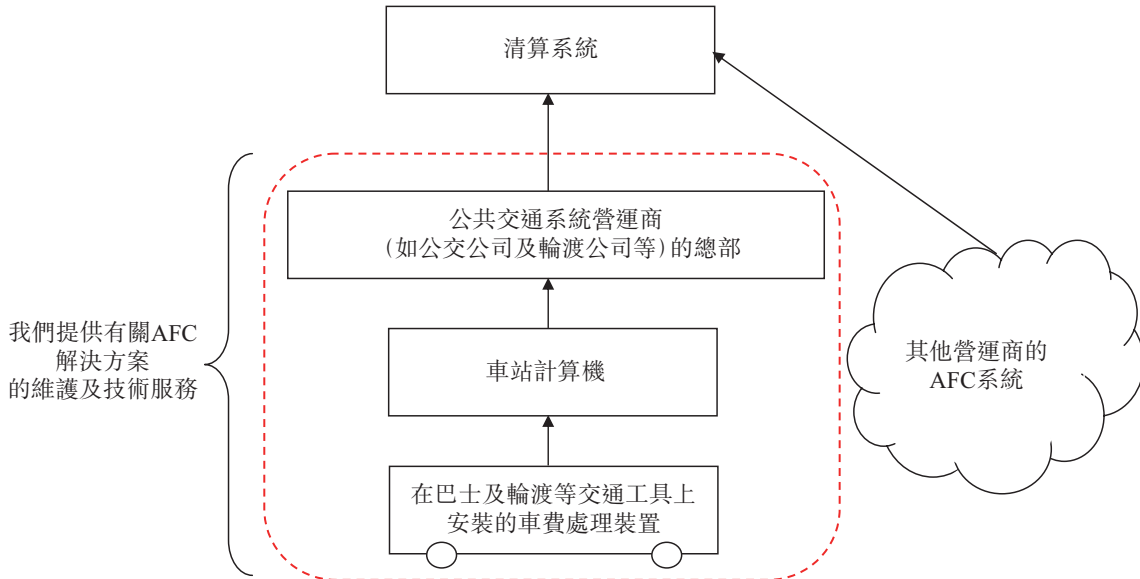 清算系統
公共交通系統營運商
(如公交公司及輪渡公司等)的總部
我們提供有關AFC
解決方案
的維護及技術服務
車站計算機
其他營運商的
AFC系統
在巴士及輪渡等交通工具上
安裝的車費處理裝置